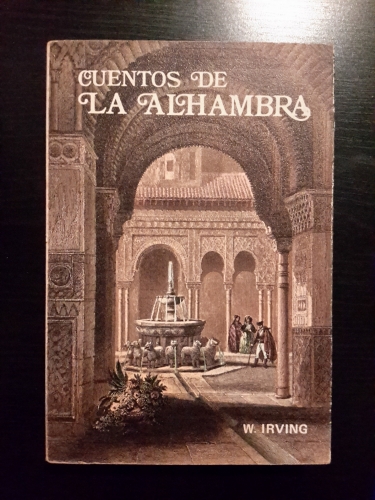 CUENTOS DE
LA ALHAMBRA
W. IRVING